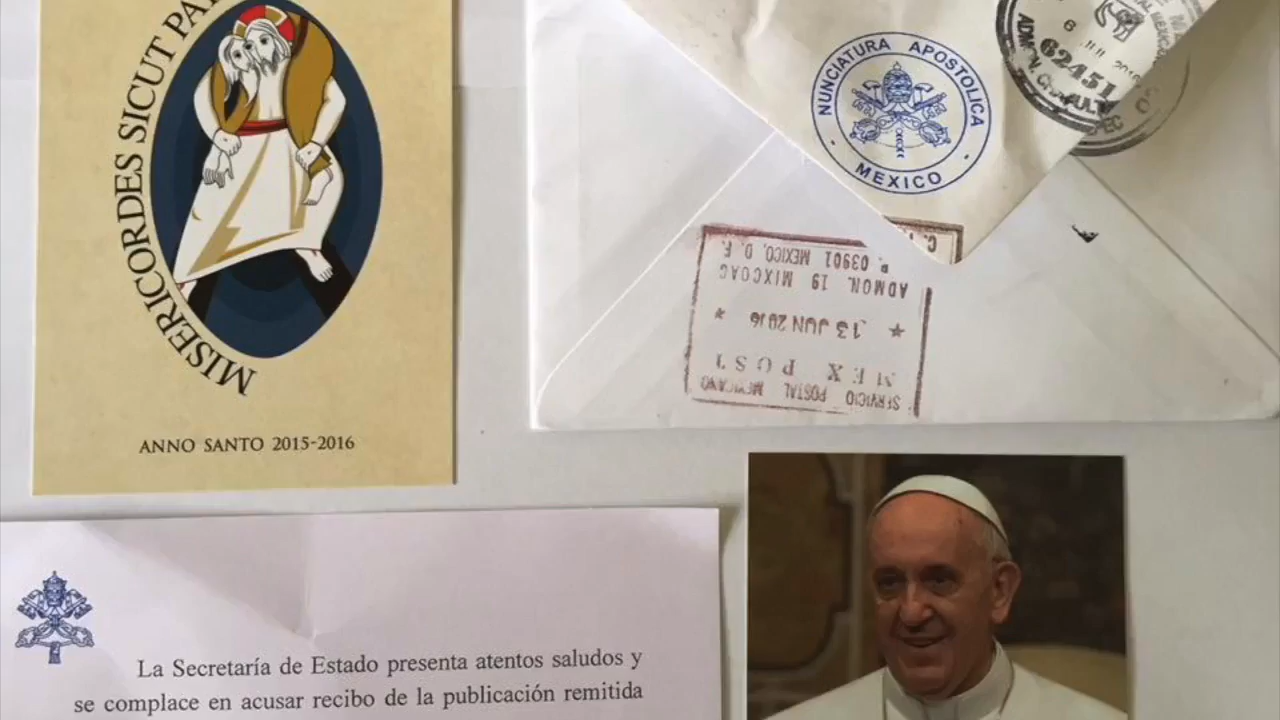 MISERICORDES SICUT PA
ANNO SANTO 2015-2016
NUNCIATURA APOSTOLICA
· MEXICO ·
62451
SERVICIO POSTAL MEXICANO
MEX POST
* 13 JUN 2016 *
ADMON. 19 MIXCOAC
P. 03901 MEXICO, D. F.
La Secretaría de Estado presenta atentos saludos y
se complace en acusar recibo de la publicación remitida